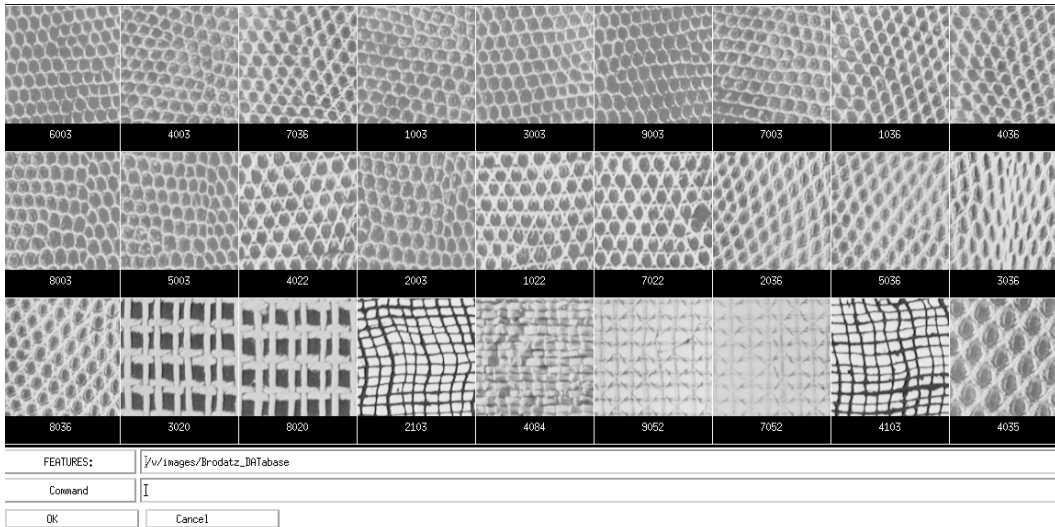 6003 4003 7036 1003 3003 9003 7003 1036 4036
8003 5003 4022 2003 1022 7022 2036 5036 3036
8036 3020 8020 2103 4084 9052 7052 4103 4035
FEATURES: /v/images/Brodatz_DATabase
Command
OK Cancel